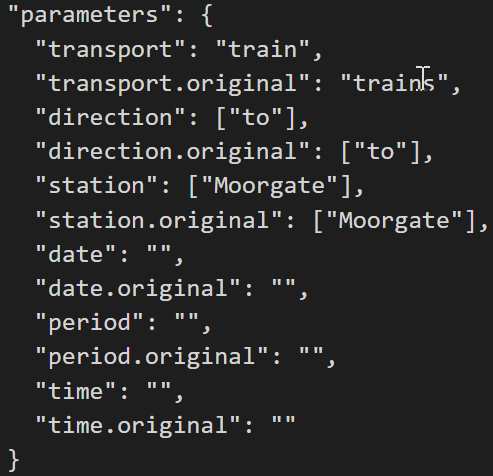 "parameters": {
"transport": "train",
"transport.original": "trains",
"direction": ["to"],
"direction.original": ["to"],
"station": ["Moorgate"],
"station.original": ["Moorgate"],
"date": "",
"date.original": "",
"period": "",
"period.original": "",
"time": "",
"time.original": ""
}